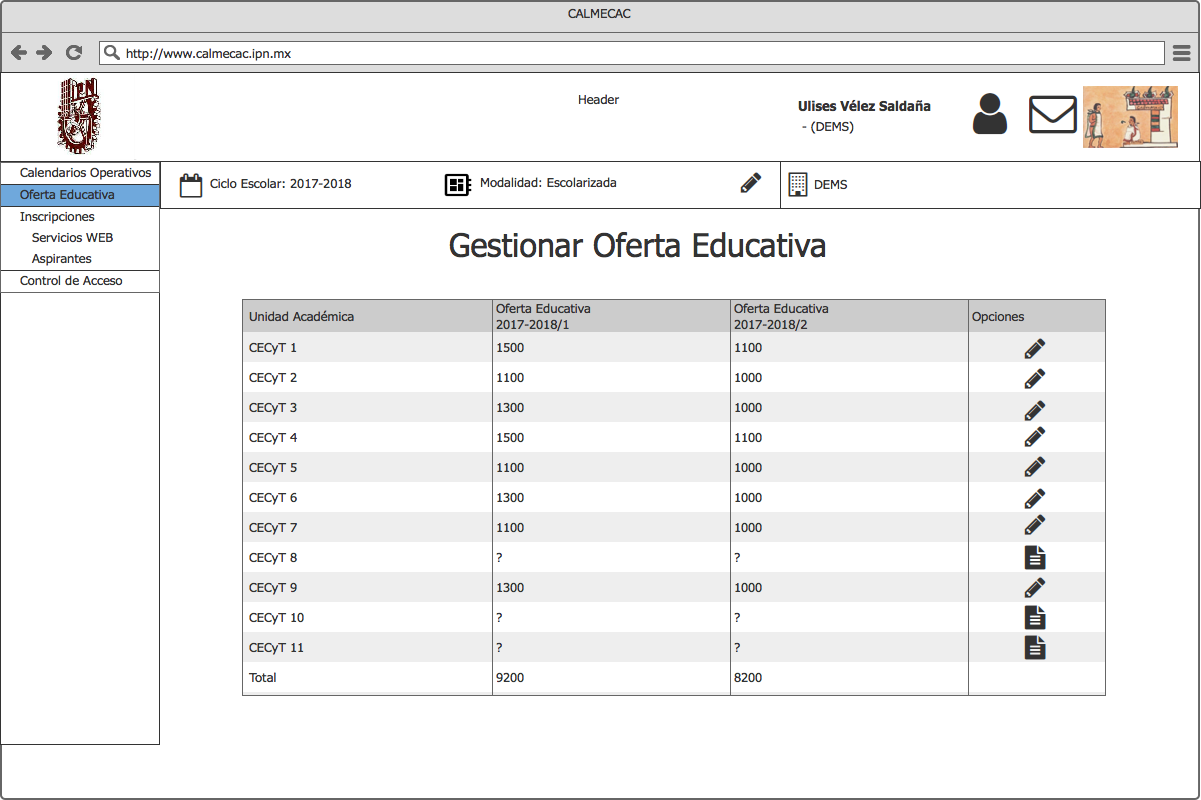 CALMECAC
http://www.calmecac.ipn.mx
IPN
Header
Ulises Vélez Saldaña
- (DEMS)
Calendarios Operativos
Oferta Educativa
Inscripciones
Servicios WEB
Aspirantes
Control de Acceso
Ciclo Escolar: 2017-2018
Modalidad: Escolarizada
DEMS
Gestionar Oferta Educativa
Unidad Académica Oferta Educativa 2017-2018/1 Oferta Educativa 2017-2018/2 Opciones
CECyT 1 1500 1100
CECyT 2 1100 1000
CECyT 3 1300 1000
CECyT 4 1500 1100
CECyT 5 1100 1000
CECyT 6 1300 1000
CECyT 7 1100 1000
CECyT 8 ? ?
CECyT 9 1300 1000
CECyT 10 ? ?
CECyT 11 ? ?
Total 9200 8200